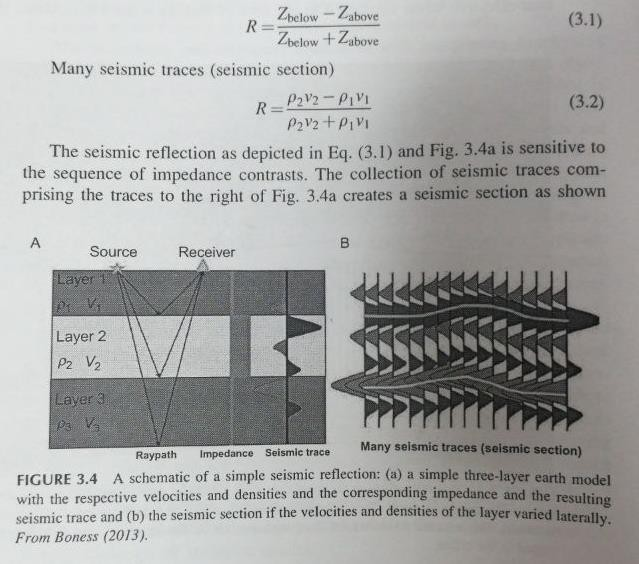 R = Zbelow − Zabove / Zbelow + Zabove (3.1)
Many seismic traces (seismic section)
R = ρ2v2 − ρ1v1 / ρ2v2 + ρ1v1 (3.2)
The seismic reflection as depicted in Eq. (3.1) and Fig. 3.4a is sensitive to
the sequence of impedance contrasts. The collection of seismic traces com-
prising the traces to the right of Fig. 3.4a creates a seismic section as shown
A
B
Source Receiver
Layer 1
ρ1 V1
Layer 2
ρ2 V2
Layer 3
ρ3 V3
Raypath Impedance Seismic trace
Many seismic traces (seismic section)
FIGURE 3.4 A schematic of a simple seismic reflection: (a) a simple three-layer earth model
with the respective velocities and densities and the corresponding impedance and the resulting
seismic trace and (b) the seismic section if the velocities and densities of the layer varied laterally.
From Boness (2013).